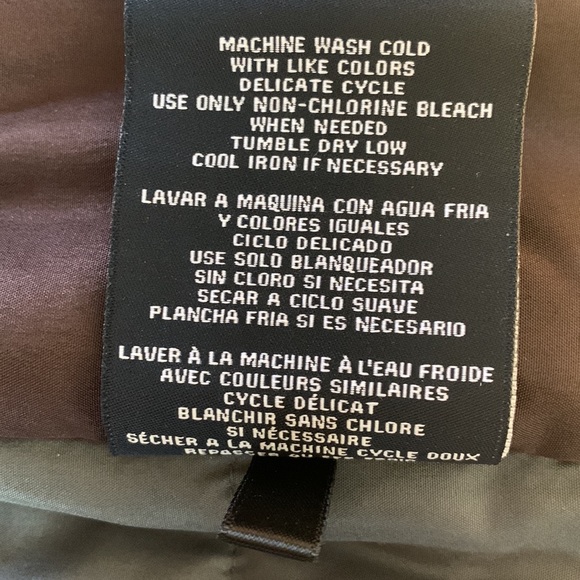 MACHINE WASH COLD
WITH LIKE COLORS
DELICATE CYCLE
USE ONLY NON-CHLORINE BLEACH
WHEN NEEDED
TUMBLE DRY LOW
COOL IRON IF NECESSARY
LAVAR A MAQUINA CON AGUA FRIA
Y COLORES IGUALES
CICLO DELICADO
USE SOLO BLANQUEADOR
SIN CLORO SI NECESITA
SECAR A CICLO SUAVE
PLANCHA FRIA SI ES NECESARIO
LAVER À LA MACHINE À L'EAU FROIDE
AVEC COULEURS SIMILAIRES
CYCLE DÉLICAT
BLANCHIR SANS CHLORE
SI NÉCESSAIRE
SÉCHER A LA MACHINE CYCLE DOUX
REPASSER